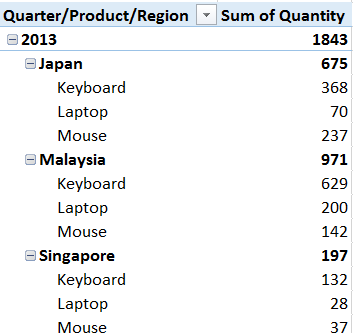 Quarter/Product/Region Sum of Quantity
2013 1843
Japan 675
Keyboard 368
Laptop 70
Mouse 237
Malaysia 971
Keyboard 629
Laptop 200
Mouse 142
Singapore 197
Keyboard 132
Laptop 28
Mouse 37